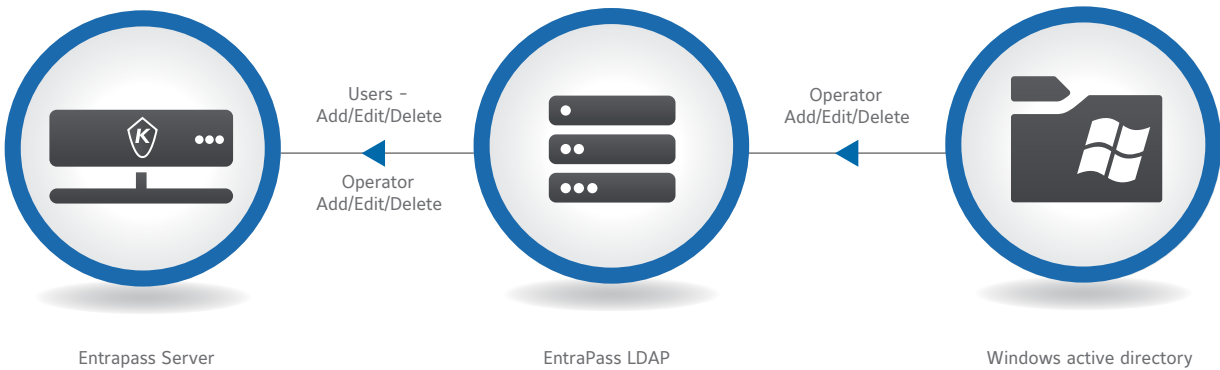 Users -
Add/Edit/Delete
Operator
Add/Edit/Delete
Operator
Add/Edit/Delete
K
Entrapass Server
EntraPass LDAP
Windows active directory